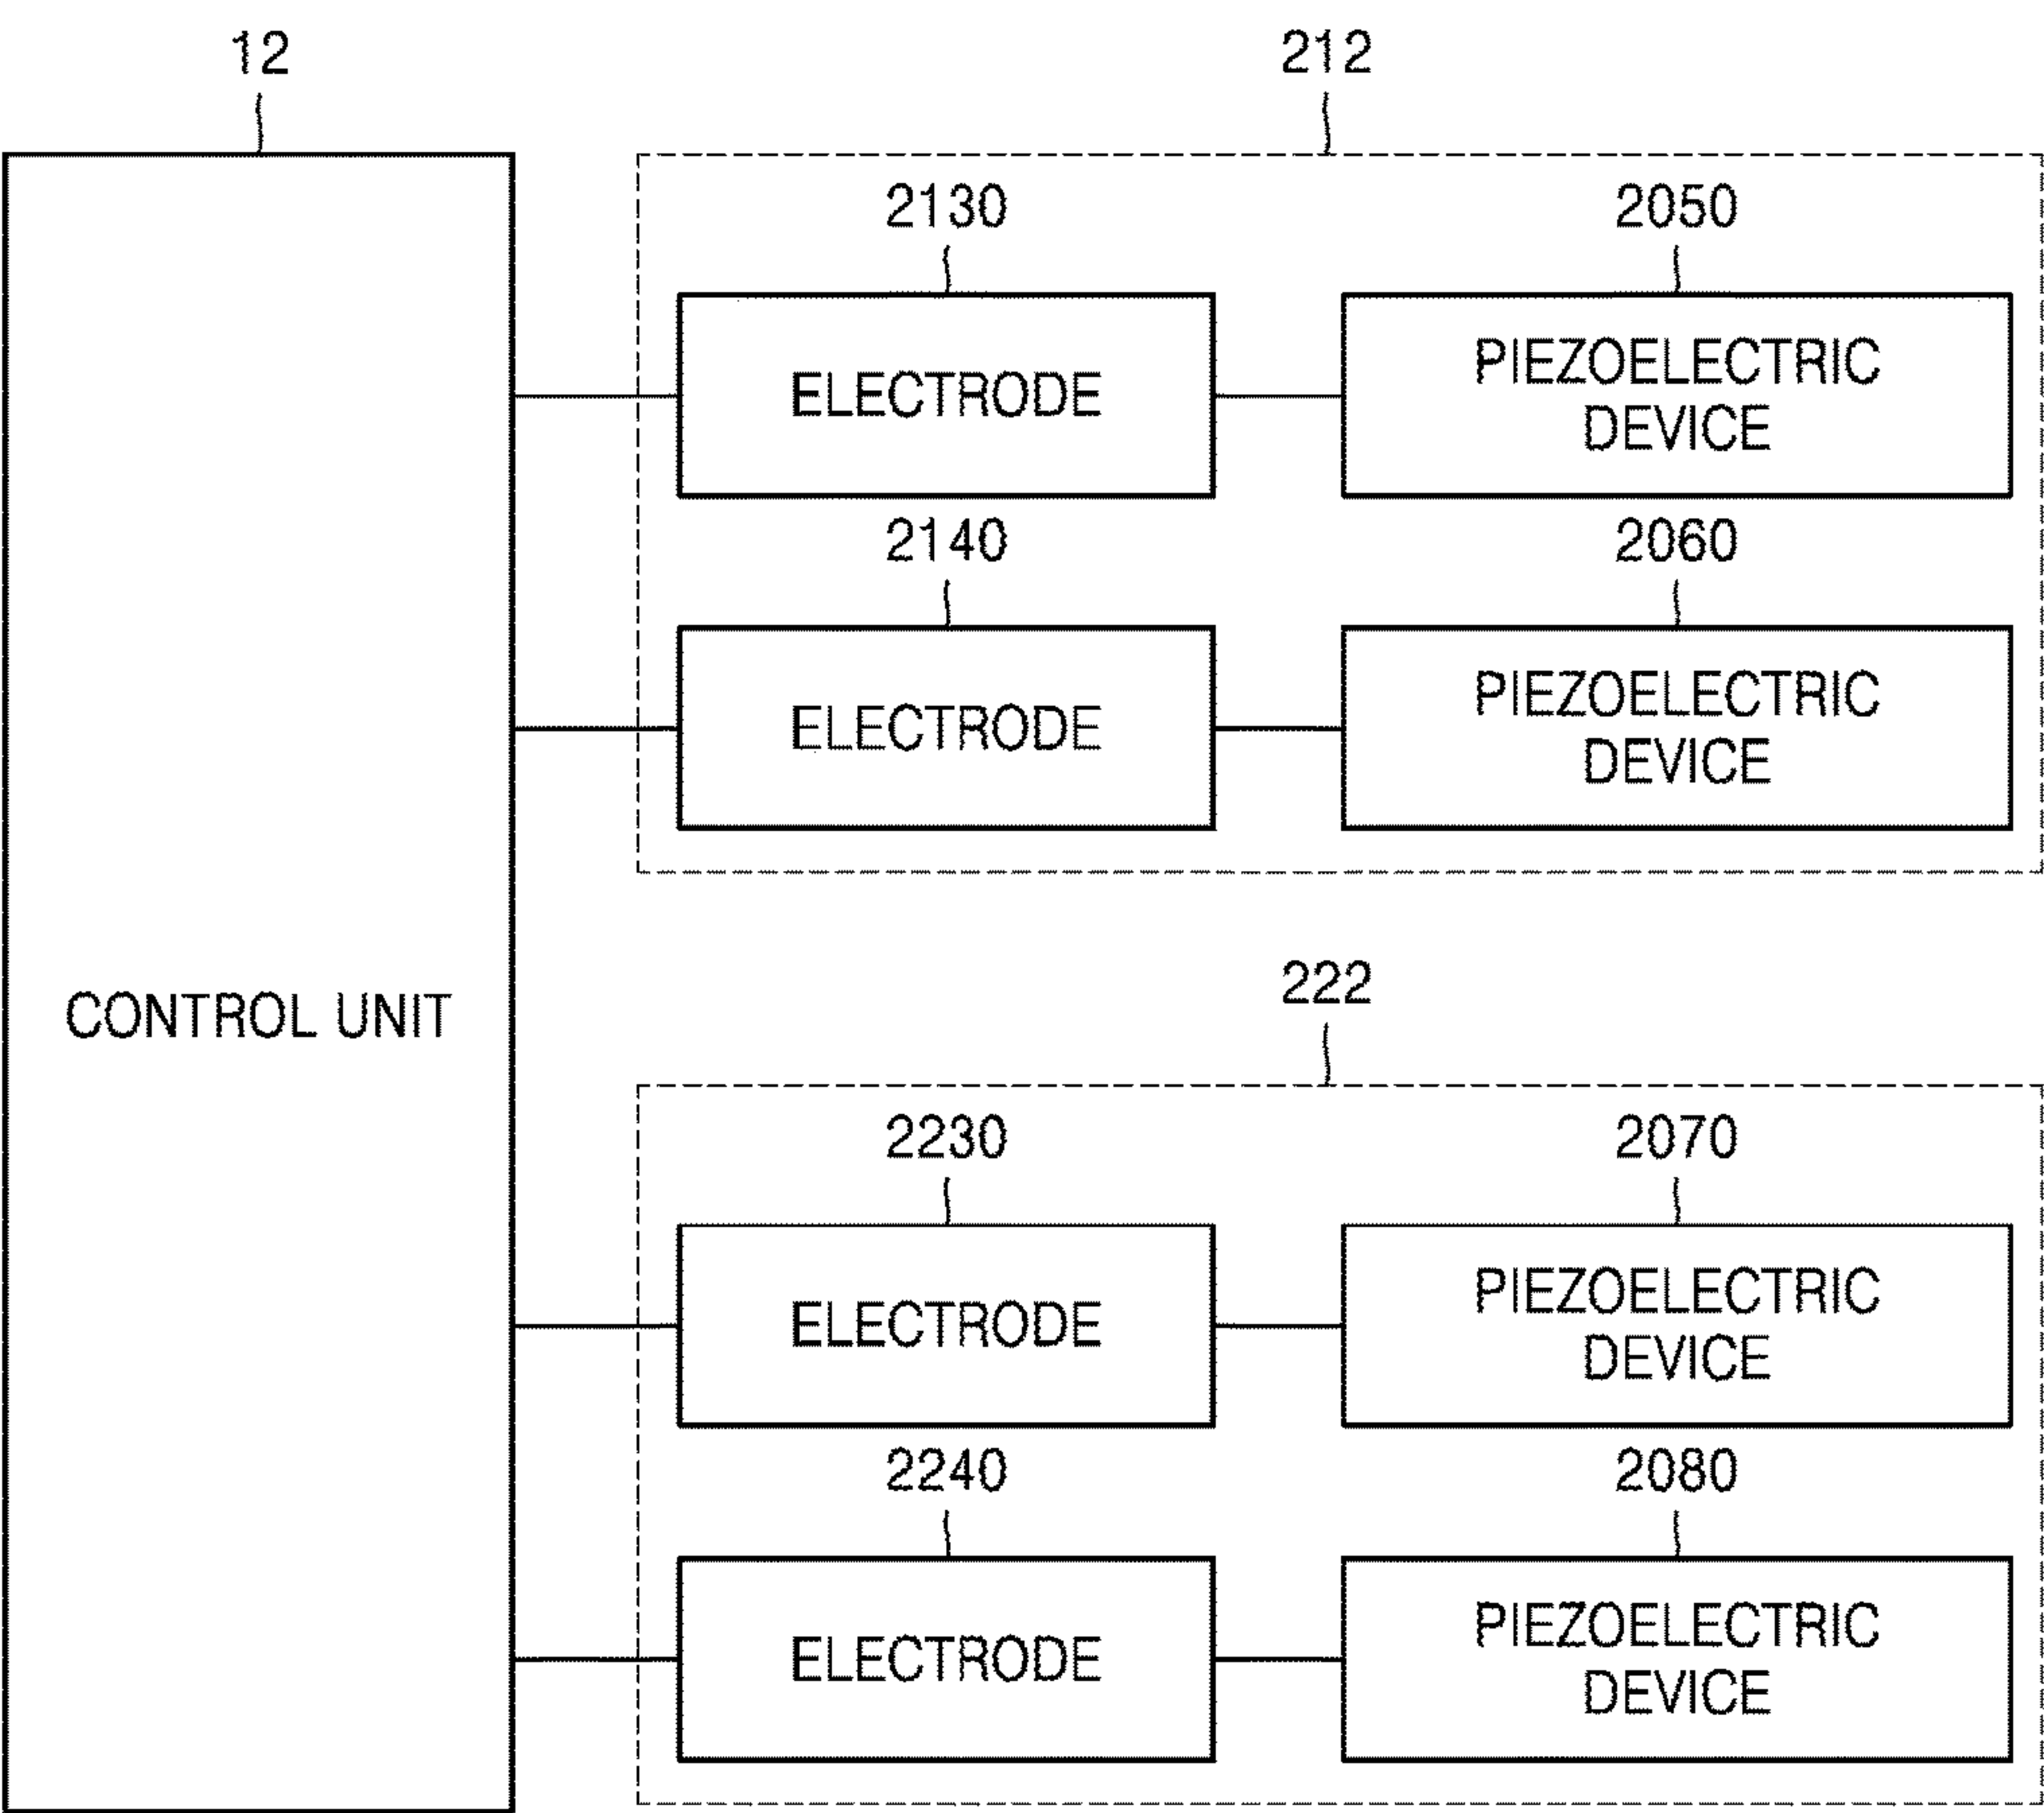 12
212
2130
2050
ELECTRODE
PIEZOELECTRIC
DEVICE
2140
2060
ELECTRODE
PIEZOELECTRIC
DEVICE
CONTROL UNIT
222
2230
2070
ELECTRODE
PIEZOELECTRIC
DEVICE
2240
2080
ELECTRODE
PIEZOELECTRIC
DEVICE